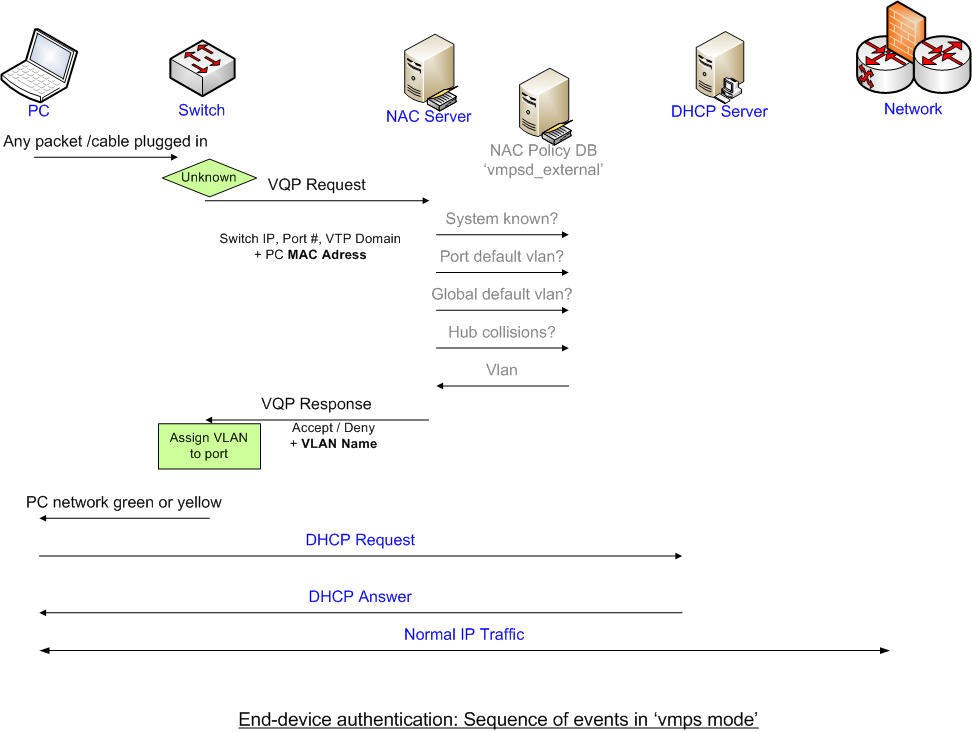 PC
Switch
NAC Server
DHCP Server
Network
NAC Policy DB
‘vmpsd_external’
Any packet /cable plugged in
Unknown
VQP Request
Switch IP, Port #, VTP Domain
+ PC MAC Adress
System known?
Port default vlan?
Global default vlan?
Hub collisions?
Vlan
VQP Response
Accept / Deny
+ VLAN Name
Assign VLAN
to port
PC network green or yellow
DHCP Request
DHCP Answer
Normal IP Traffic
End-device authentication: Sequence of events in ‘vmps mode’